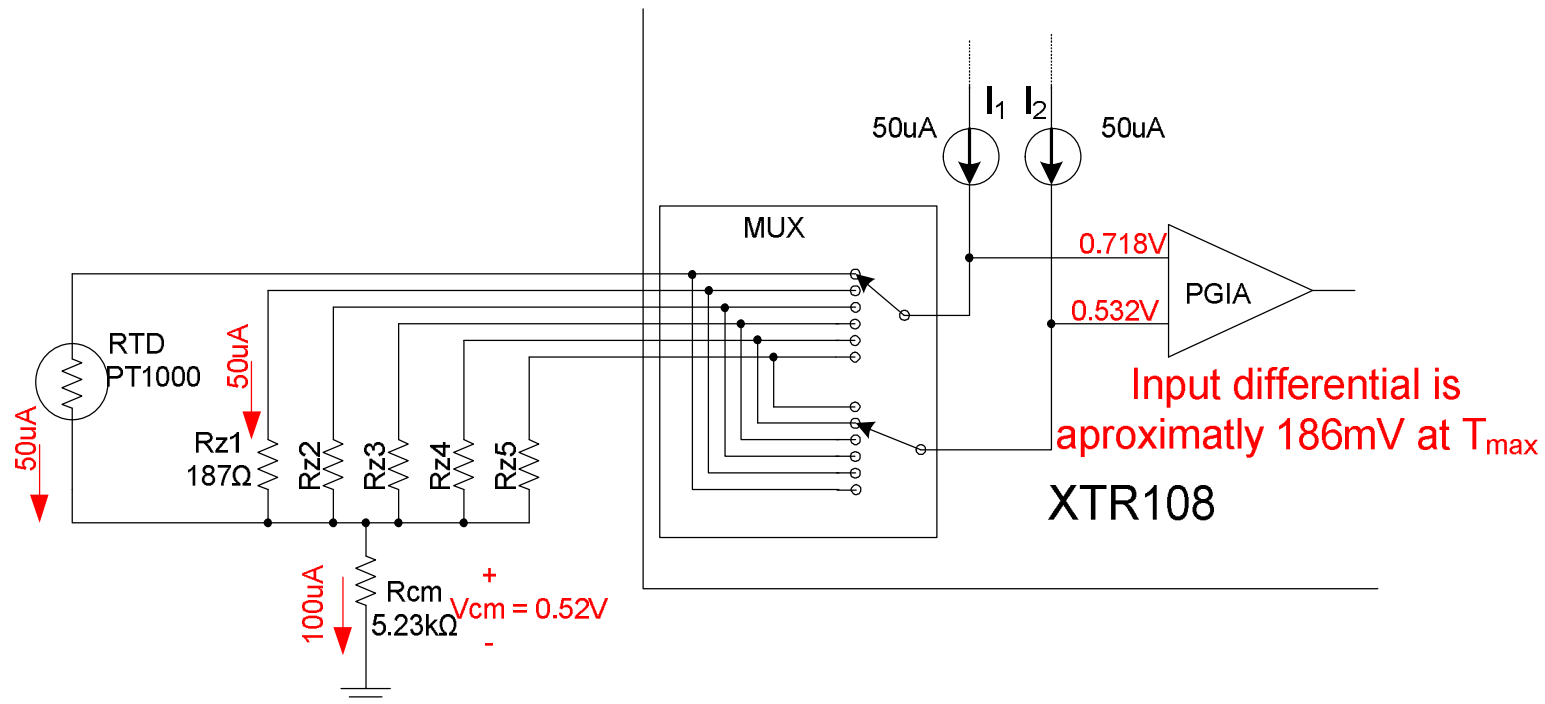 I1 I2
50uA
50uA
MUX
0.718V
0.532V
PGIA
RTD
PT1000
50uA
50uA
Rz1
187Ω
Rz2
Rz3
Rz4
Rz5
Input differential is
aproximatly 186mV at Tmax
XTR108
100uA
Rcm
5.23kΩ
+
Vcm = 0.52V
-